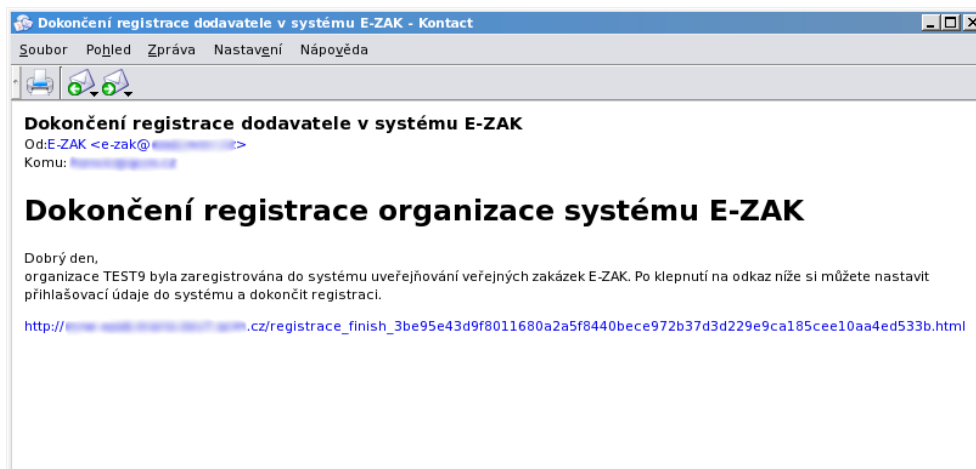 Dokončení registrace dodavatele v systému E-ZAK - Kontact
Soubor Pohled Zpráva Nastavení Nápověda
Dokončení registrace dodavatele v systému E-ZAK
Od:E-ZAK <e-zak@ >
Komu:
Dokončení registrace organizace systému E-ZAK
Dobrý den,
organizace TEST9 byla zaregistrována do systému uveřejňování veřejných zakázek E-ZAK. Po klepnutí na odkaz níže si můžete nastavit
přihlašovací údaje do systému a dokončit registraci.
http:// .cz/registrace_finish_3be95e43d9f8011680a2a5f8440bece972b37d3d229e9ca185cee10aa4ed533b.html